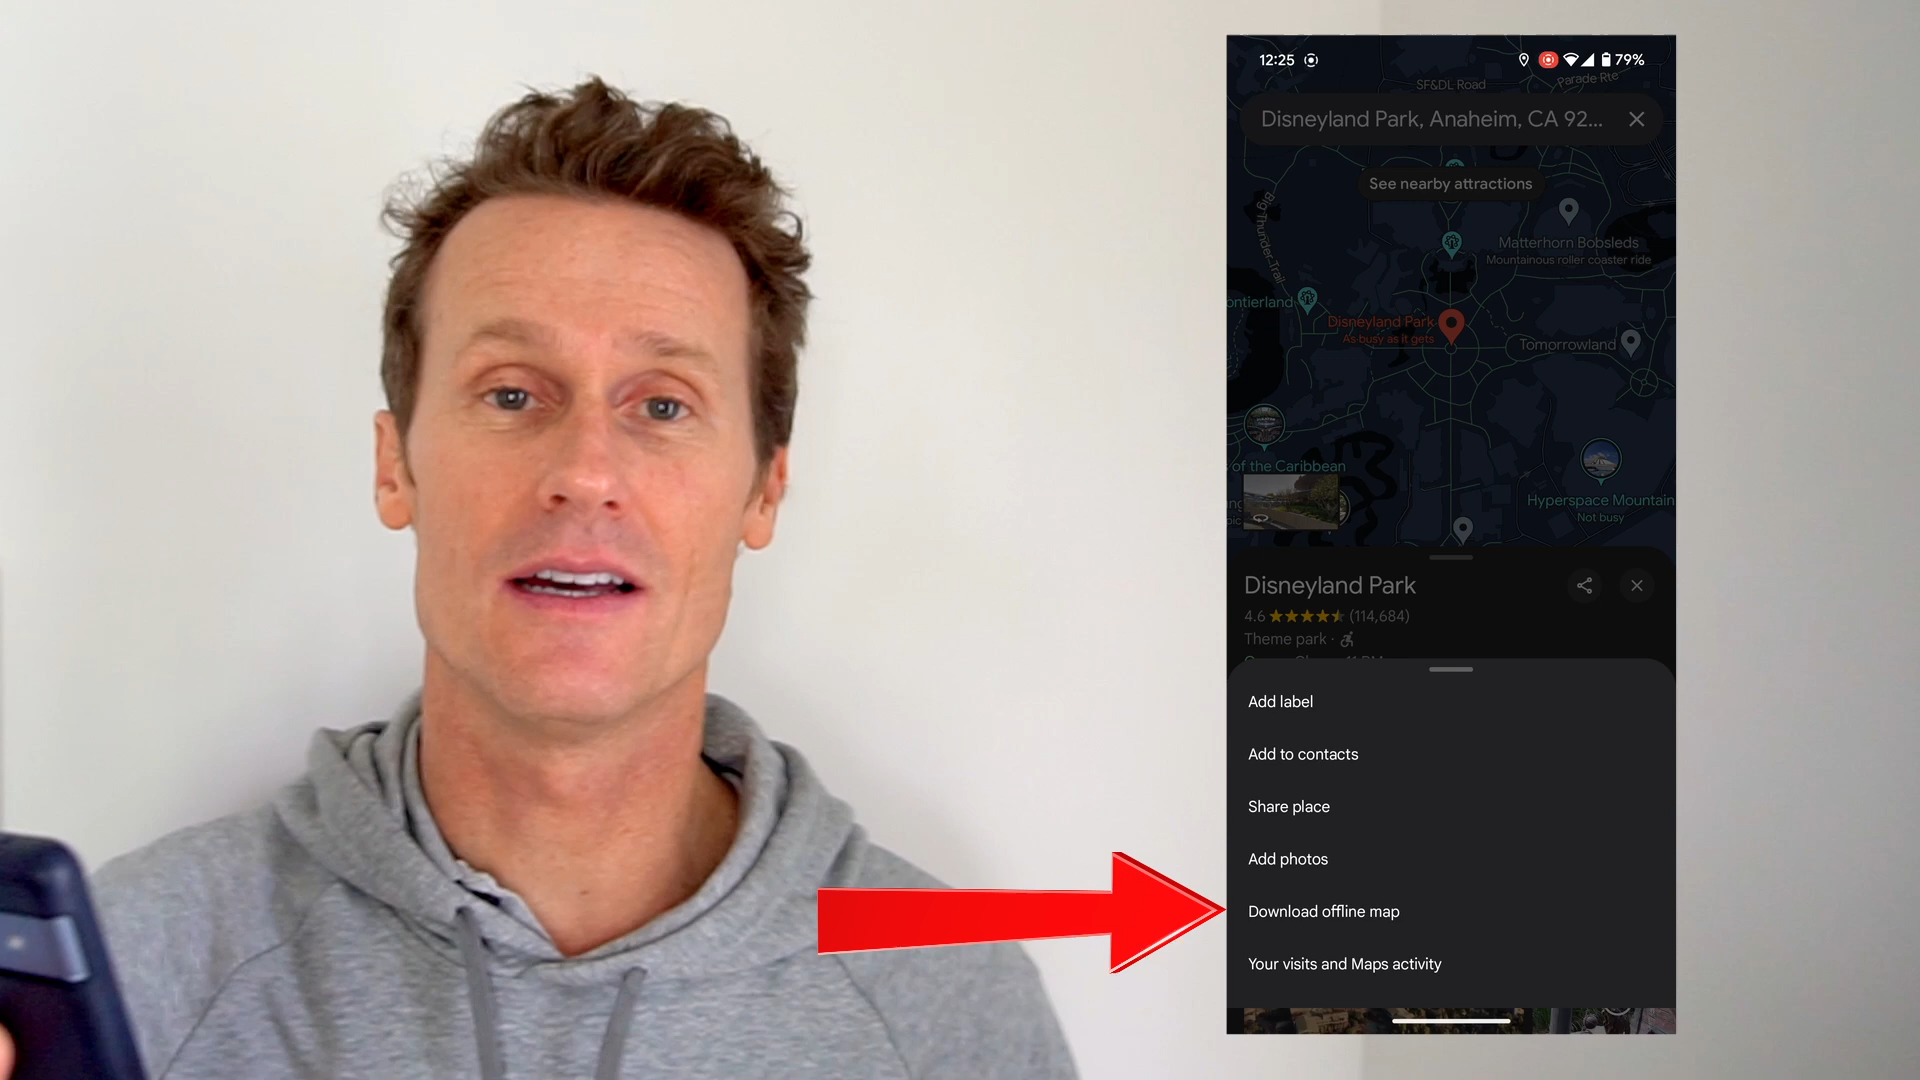 12:25 79%
SF&DL Road
Parade Rte
Disneyland Park, Anaheim, CA 92...
See nearby attractions
Big Thunder Trail
Matterhorn Bobsleds
Mountainous roller coaster ride
ontierland
Disneyland Park
As busy as it gets
Tomorrowland
of the Caribbean
Hyperspace Mountain
Not busy
Disneyland Park
4.6 (114,684)
Theme park ·
Add label
Add to contacts
Share place
Add photos
Download offline map
Your visits and Maps activity